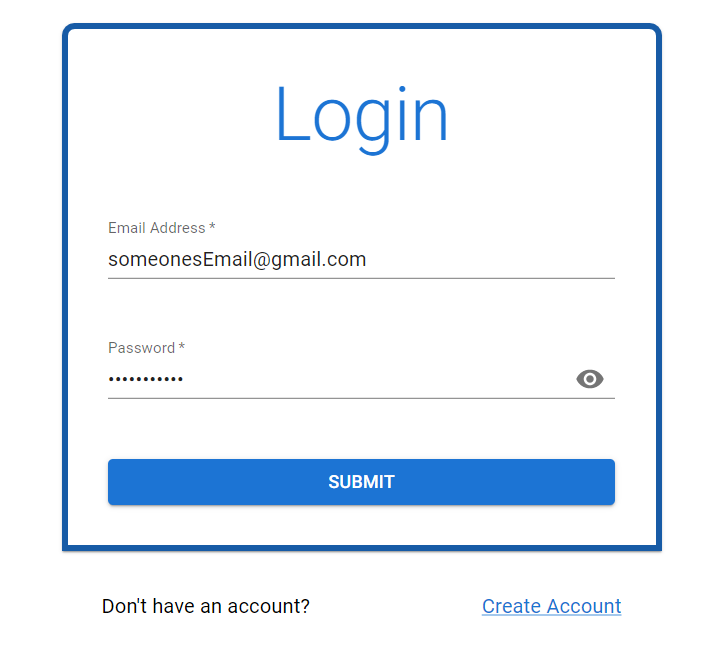 Login
Email Address *
someonesEmail@gmail.com
Password *
•••••••••••
SUBMIT
Don't have an account?
Create Account